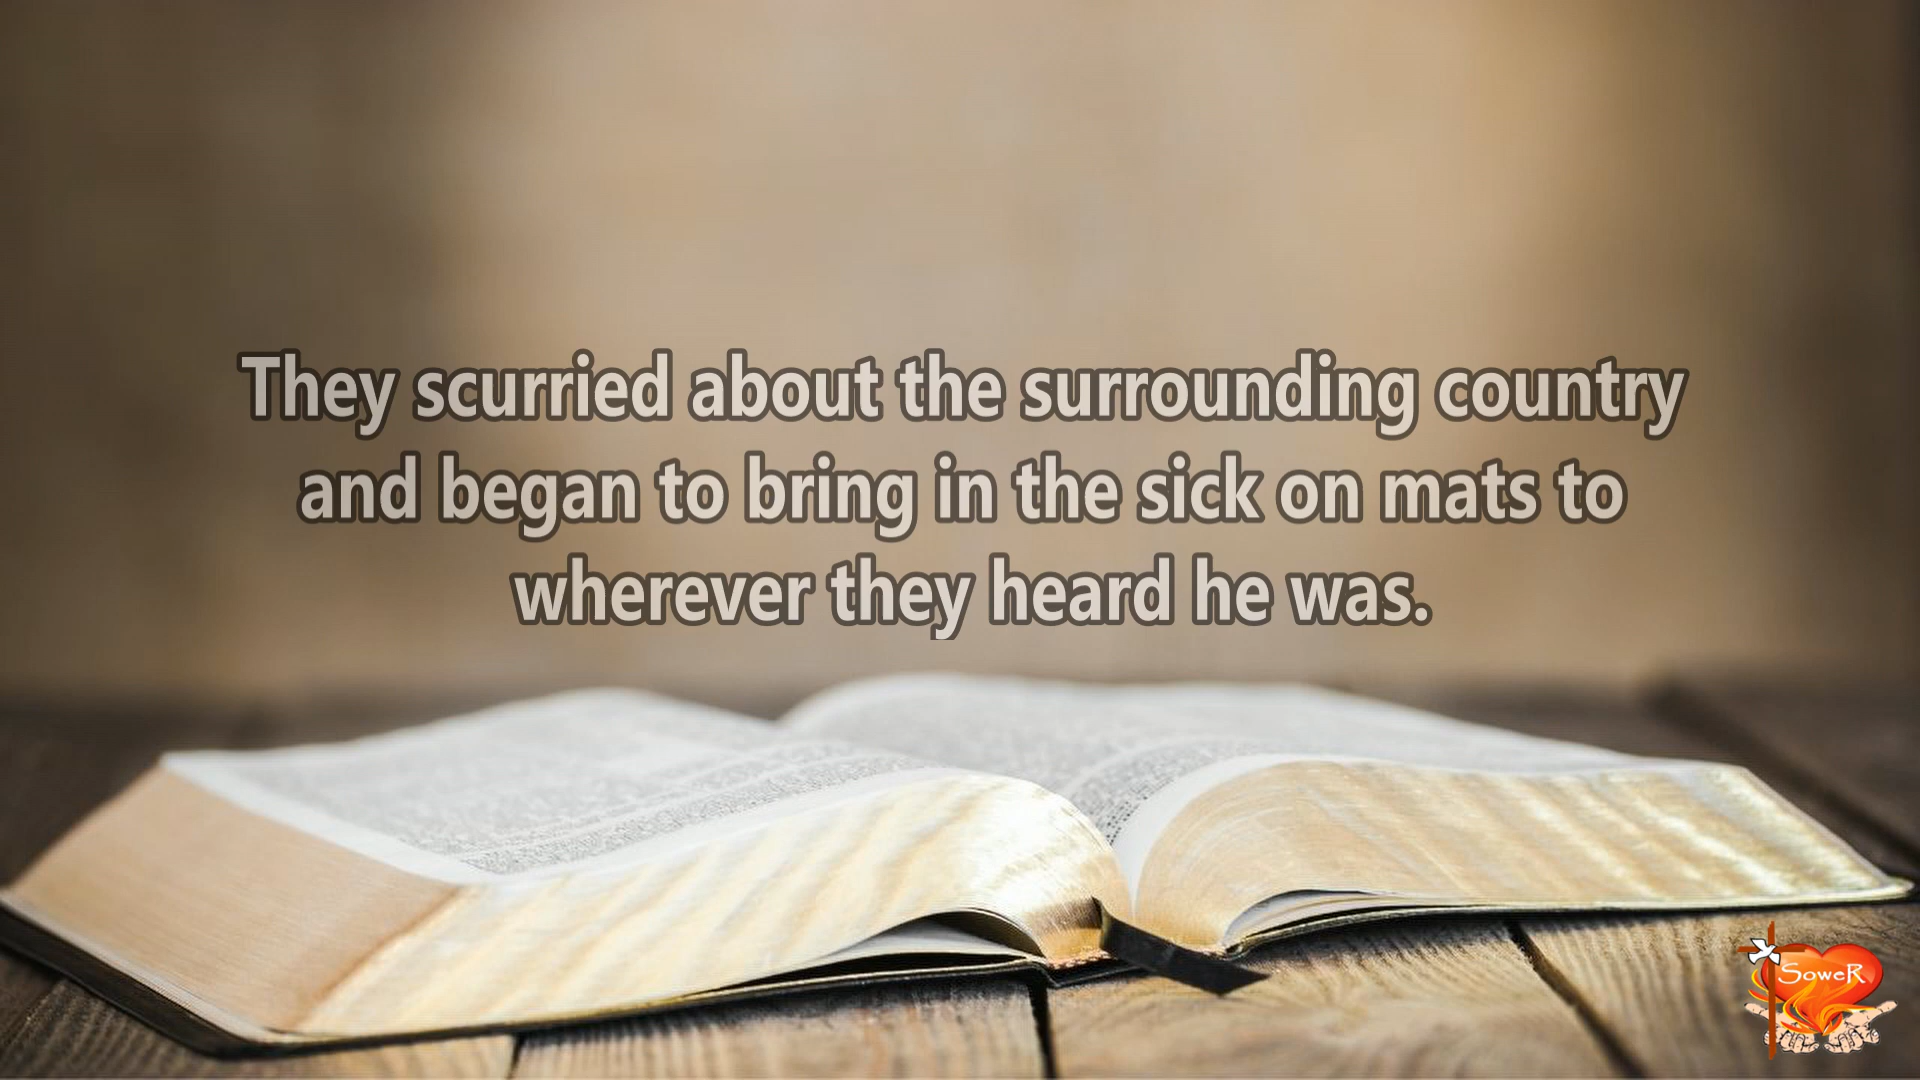 They scurried about the surrounding country
and began to bring in the sick on mats to
wherever they heard he was.
SoweR